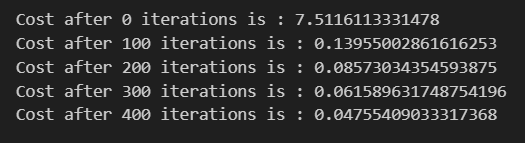 Cost after 0 iterations is : 7.5116113331478
Cost after 100 iterations is : 0.13955002861616253
Cost after 200 iterations is : 0.08573034354593875
Cost after 300 iterations is : 0.061589631748754196
Cost after 400 iterations is : 0.04755409033317368